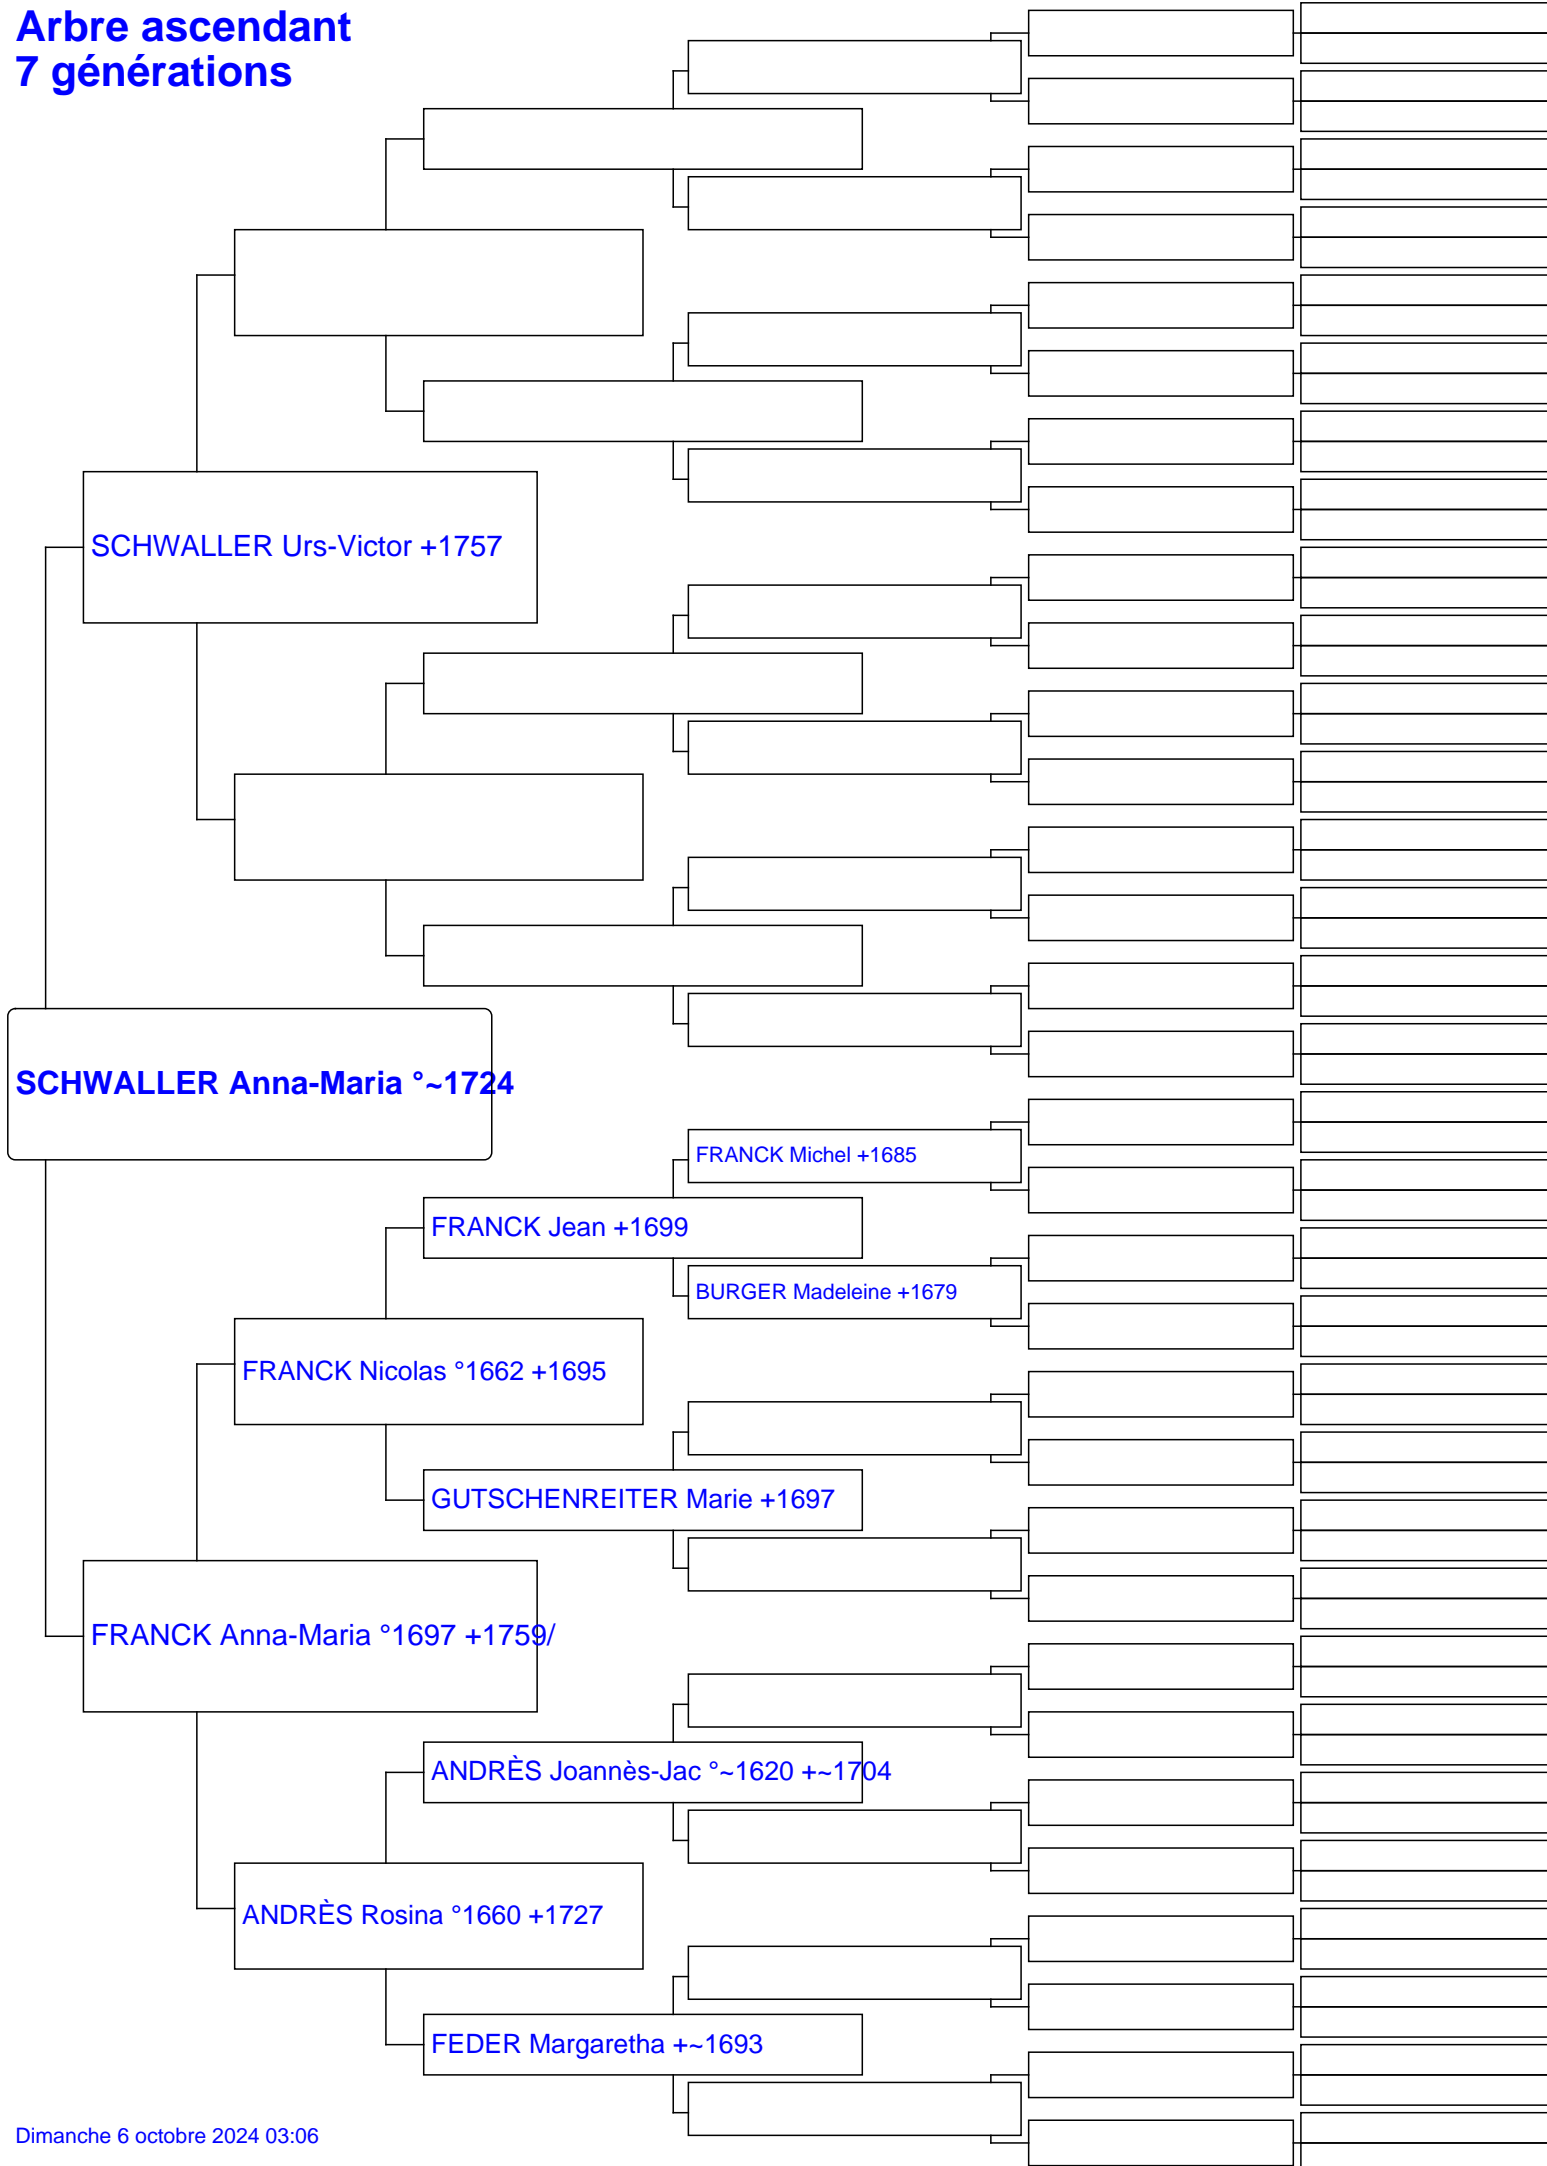 Arbre ascendant
7 générations
SCHWALLER Urs-Victor +1757
SCHWALLER Anna-Maria °~1724
FRANCK Michel +1685
FRANCK Jean +1699
BURGER Madeleine +1679
FRANCK Nicolas °1662 +1695
GUTSCHENREITER Marie +1697
FRANCK Anna-Maria °1697 +1759/
ANDRÈS Joannès-Jac °~1620 +~1704
ANDRÈS Rosina °1660 +1727
FEDER Margaretha +~1693
Dimanche 6 octobre 2024 03:06